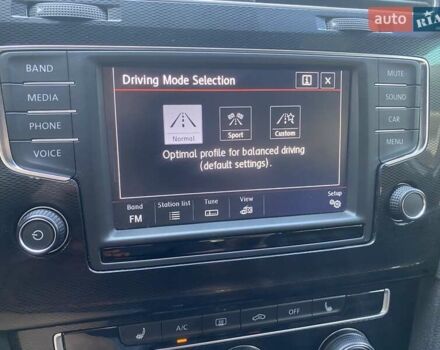 auto RIA
BAND
MEDIA
PHONE
VOICE
MUTE
SOUND
CAR
MENU
Driving Mode Selection
Normal
Sport
Custom
Optimal profile for balanced driving
(default settings).
Band
FM
Station list
Tune
View
Setup
A/C
OFF